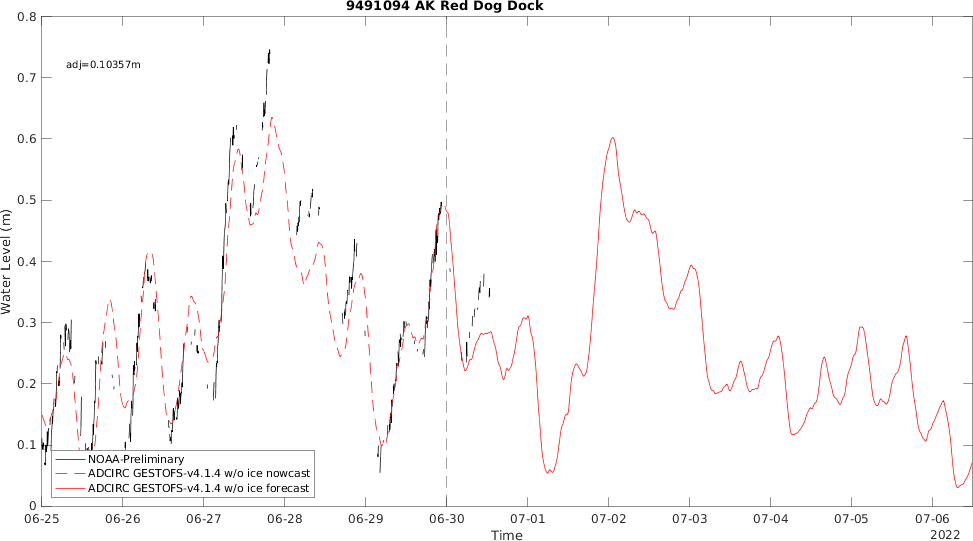 9491094 AK Red Dog Dock
0.8
0.7
0.6
0.5
0.4
0.3
0.2
0.1
0
Water Level (m)
adj=0.10357m
NOAA-Preliminary
ADCIRC GESTOFS-v4.1.4 w/o ice nowcast
ADCIRC GESTOFS-v4.1.4 w/o ice forecast
06-25 06-26 06-27 06-28 06-29 06-30 07-01 07-02 07-03 07-04 07-05 07-06
2022
Time